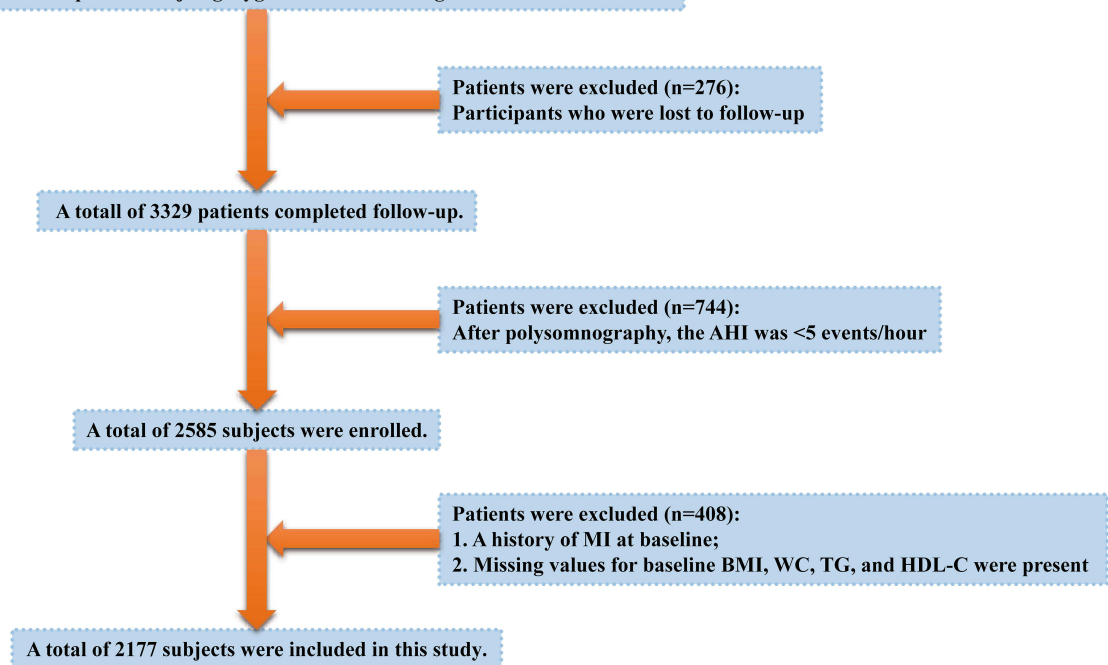 Patients were excluded (n=276):
Participants who were lost to follow-up
A totall of 3329 patients completed follow-up.
Patients were excluded (n=744):
After polysomnography, the AHI was <5 events/hour
A total of 2585 subjects were enrolled.
Patients were excluded (n=408):
1. A history of MI at baseline;
2. Missing values for baseline BMI, WC, TG, and HDL-C were present
A total of 2177 subjects were included in this study.